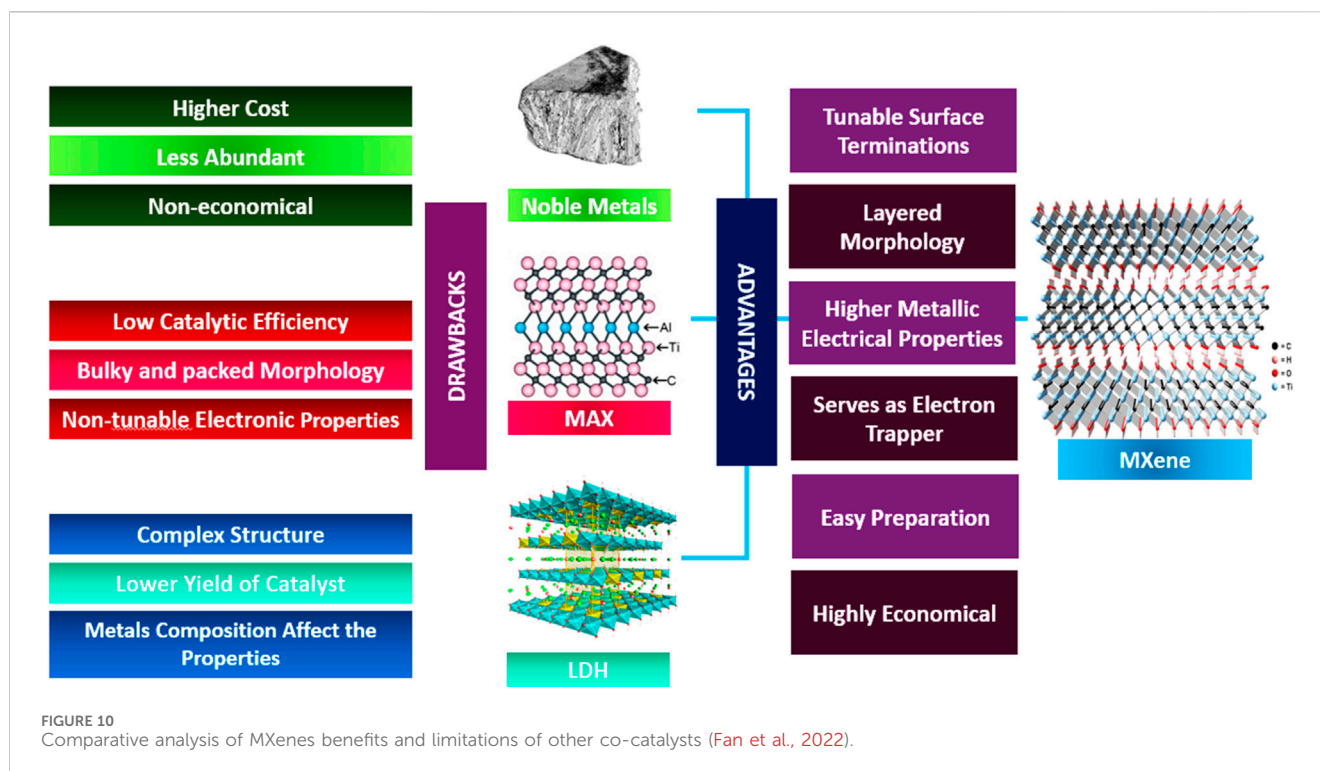 Higher Cost
Less Abundant
Non-economical
Low Catalytic Efficiency
Bulky and packed Morphology
Non-tunable Electronic Properties
Complex Structure
Lower Yield of Catalyst
Metals Composition Affect the
Properties
DRAWBACKS
Noble Metals
Al
Ti
C
MAX
LDH
ADVANTAGES
Tunable Surface
Terminations
Layered
Morphology
Higher Metallic
Electrical Properties
Serves as Electron
Trapper
Easy Preparation
Highly Economical
= C
= H
= O
= Ti
MXene
FIGURE 10
Comparative analysis of MXenes benefits and limitations of other co-catalysts (Fan et al., 2022).